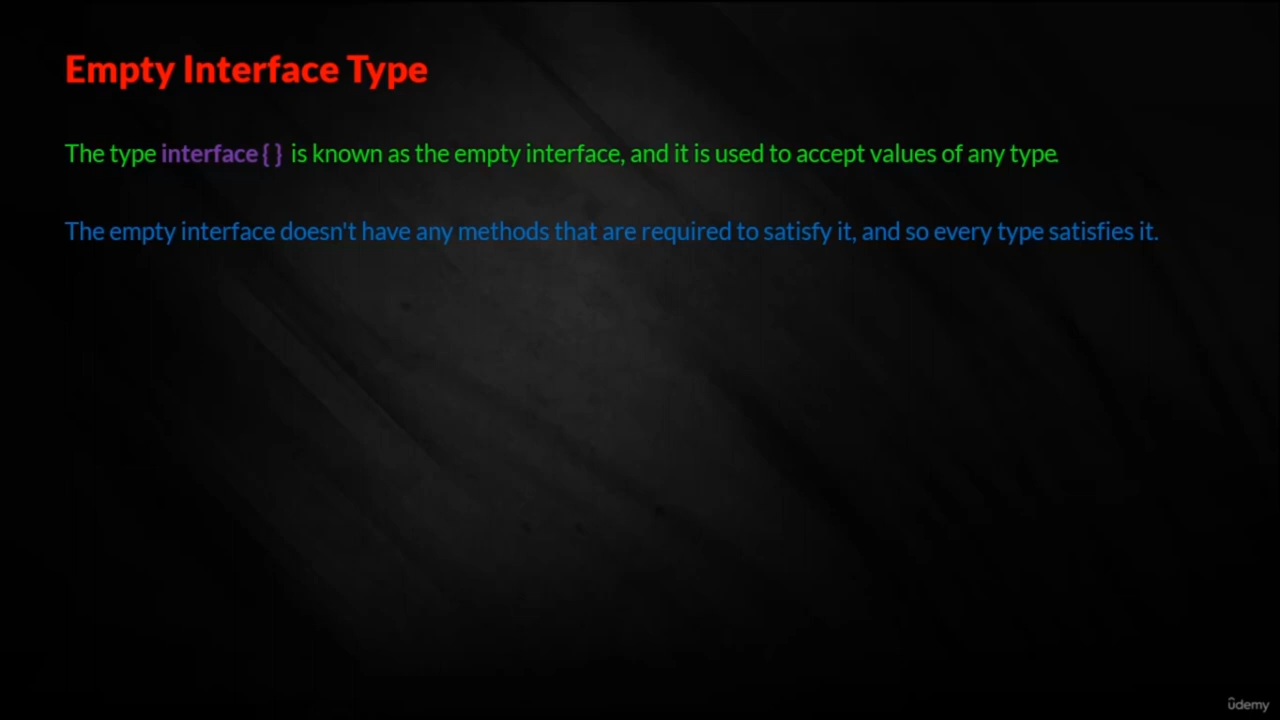 Empty Interface Type
The type interface{ } is known as the empty interface, and it is used to accept values of any type.
The empty interface doesn't have any methods that are required to satisfy it, and so every type satisfies it.
ûdemy